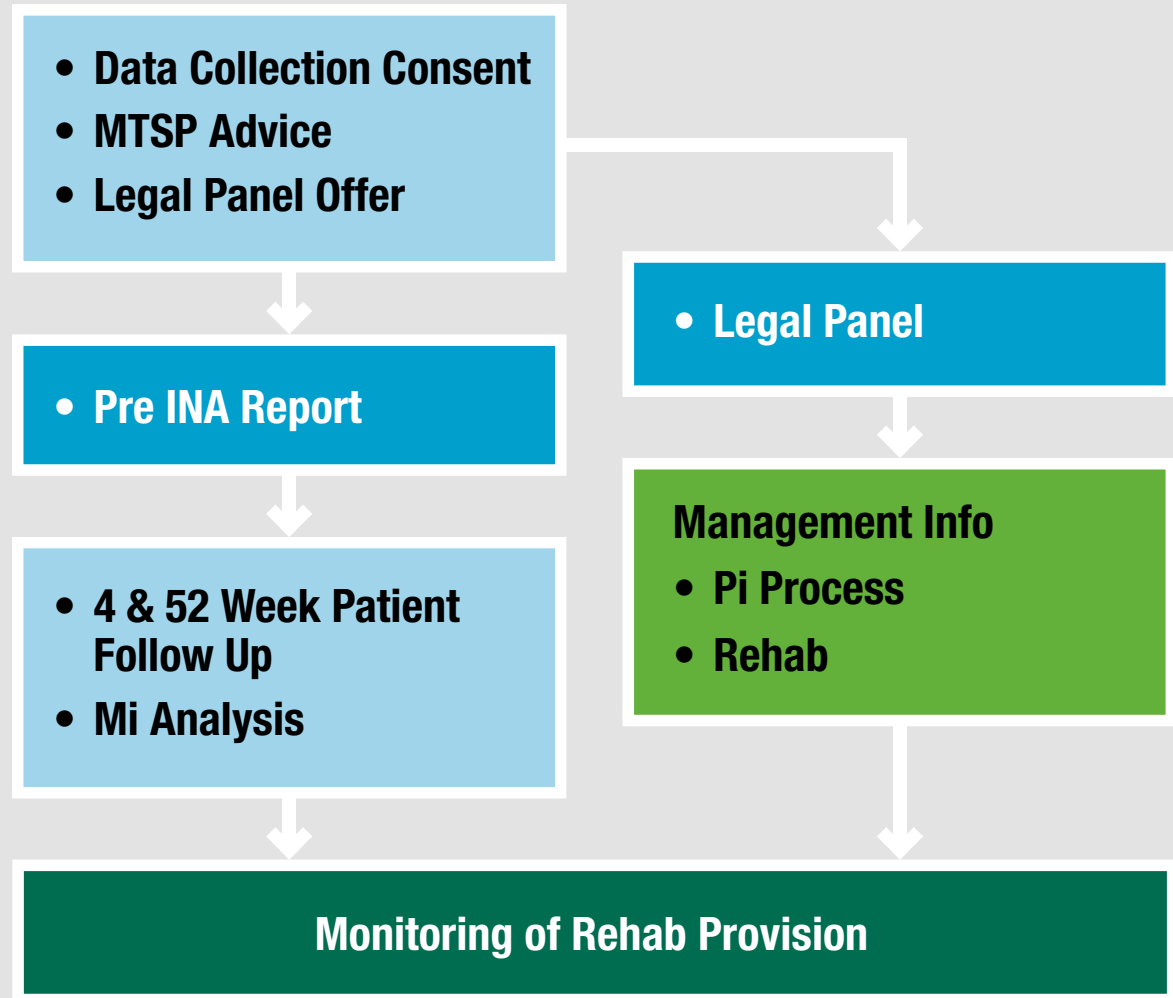 • Data Collection Consent
• MTSP Advice
• Legal Panel Offer
• Pre INA Report
• 4 & 52 Week Patient
Follow Up
• Mi Analysis
• Legal Panel
Management Info
• Pi Process
• Rehab
Monitoring of Rehab Provision